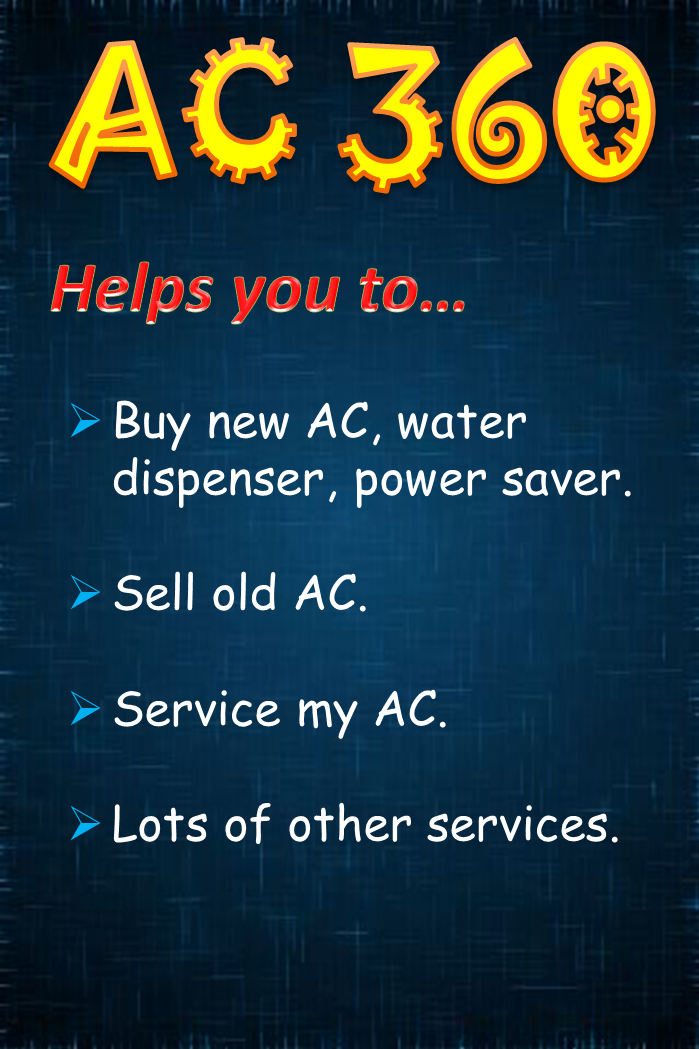 AC 360
Helps you to...
Buy new AC, water
dispenser, power saver.
Sell old AC.
Service my AC.
Lots of other services.